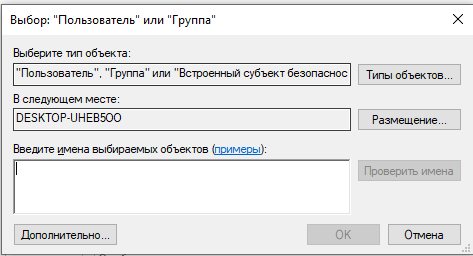 Выбор: "Пользователь" или "Группа"
Выберите тип объекта:
"Пользователь", "Группа" или "Встроенный субъект безопаснос
Типы объектов...
В следующем месте:
DESKTOP-UHEB5OO
Размещение...
Введите имена выбираемых объектов (примеры):
Проверить имена
Дополнительно...
ОК
Отмена